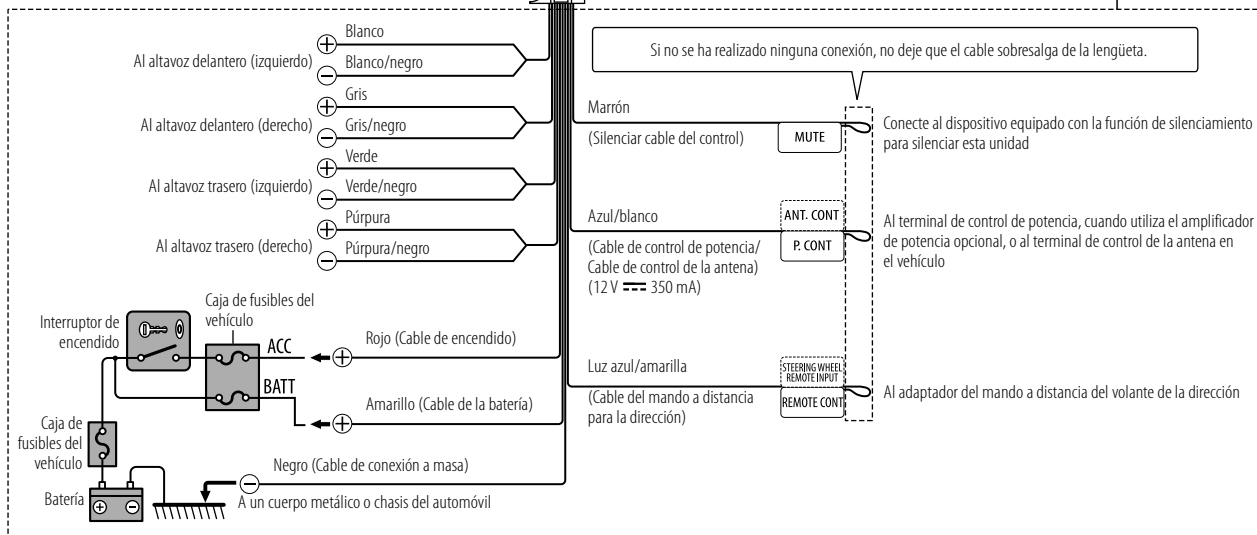 Blanco
Al altavoz delantero (izquierdo)
Blanco/negro
Gris
Al altavoz delantero (derecho)
Gris/negro
Verde
Al altavoz trasero (izquierdo)
Verde/negro
Púrpura
Al altavoz trasero (derecho)
Púrpura/negro
Si no se ha realizado ninguna conexión, no deje que el cable sobresalga de la lengüeta.
Marrón
(Silenciar cable del control)
MUTE
Conecte al dispositivo equipado con la función de silenciamiento
para silenciar esta unidad
Azul/blanco
(Cable de control de potencia/
Cable de control de la antena)
(12 V ⎓ 350 mA)
ANT. CONT
P. CONT
Al terminal de control de potencia, cuando utiliza el amplificador
de potencia opcional, o al terminal de control de la antena en
el vehículo
Interruptor de
encendido
Caja de fusibles del
vehículo
ACC
Rojo (Cable de encendido)
BATT
Amarillo (Cable de la batería)
Luz azul/amarilla
(Cable del mando a distancia
para la dirección)
STEERING WHEEL
REMOTE INPUT
REMOTE CONT
Al adaptador del mando a distancia del volante de la dirección
Caja de
fusibles del
vehículo
Negro (Cable de conexión a masa)
Batería
A un cuerpo metálico o chasis del automóvil